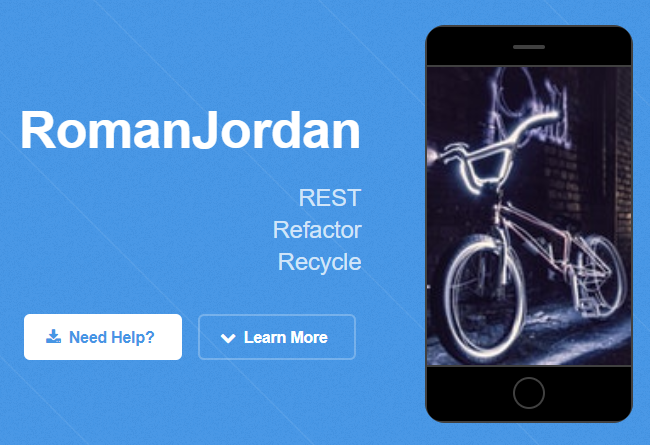 RomanJordan
REST
Refactor
Recycle
Need Help?
Learn More